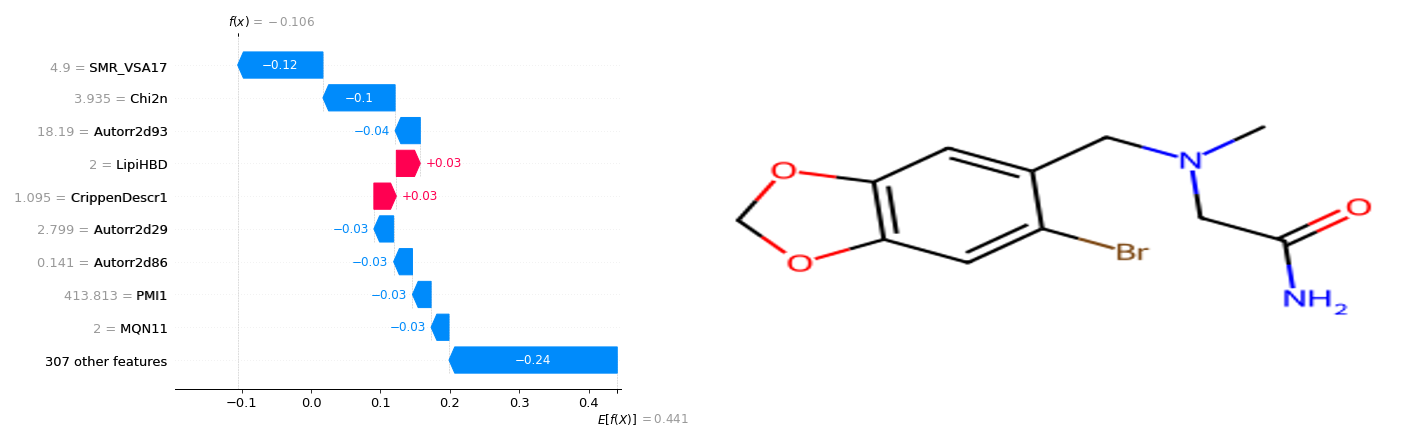 f(x) = −0.106
4.9 = SMR_VSA17
−0.12
3.935 = Chi2n
−0.1
18.19 = Autorr2d93
−0.04
2 = LipiHBD
+0.03
1.095 = CrippenDescr1
+0.03
2.799 = Autorr2d29
−0.03
0.141 = Autorr2d86
−0.03
413.813 = PMI1
−0.03
2 = MQN11
−0.03
307 other features
−0.24
−0.1 0.0 0.1 0.2 0.3 0.4
E[f(X)] = 0.441
O
N
O
O
Br
NH2